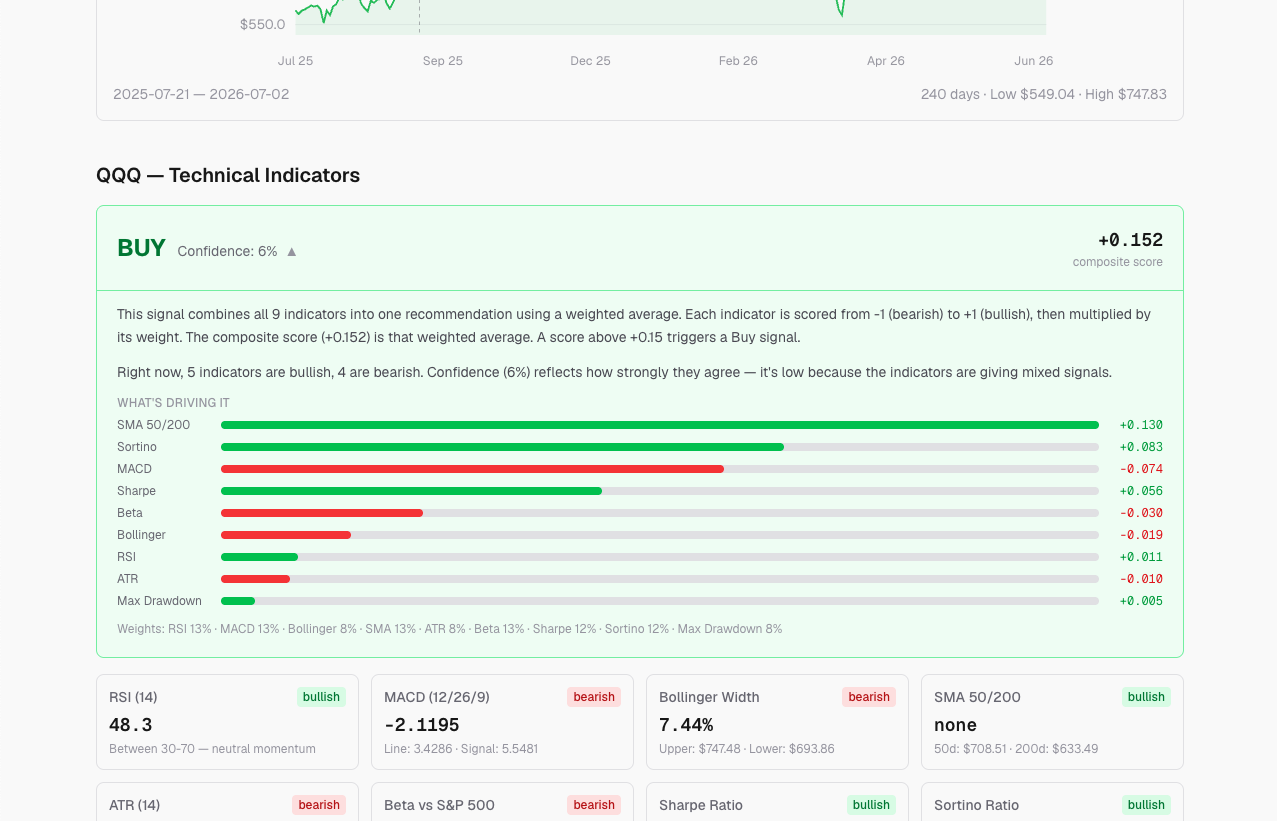 $550.0
Jul 25 Sep 25 Dec 25 Feb 26 Apr 26 Jun 26
2025-07-21 — 2026-07-02 240 days · Low $549.04 · High $747.83
QQQ — Technical Indicators
BUY Confidence: 6% ▲ +0.152
composite score
This signal combines all 9 indicators into one recommendation using a weighted average. Each indicator is scored from -1 (bearish) to +1 (bullish), then multiplied by
its weight. The composite score (+0.152) is that weighted average. A score above +0.15 triggers a Buy signal.
Right now, 5 indicators are bullish, 4 are bearish. Confidence (6%) reflects how strongly they agree — it's low because the indicators are giving mixed signals.
WHAT'S DRIVING IT
SMA 50/200 +0.130
Sortino +0.083
MACD -0.074
Sharpe +0.056
Beta -0.030
Bollinger -0.019
RSI +0.011
ATR -0.010
Max Drawdown +0.005
Weights: RSI 13% · MACD 13% · Bollinger 8% · SMA 13% · ATR 8% · Beta 13% · Sharpe 12% · Sortino 12% · Max Drawdown 8%
RSI (14) bullish
48.3
Between 30-70 — neutral momentum
MACD (12/26/9) bearish
-2.1195
Line: 3.4286 · Signal: 5.5481
Bollinger Width bearish
7.44%
Upper: $747.48 · Lower: $693.86
SMA 50/200 bullish
none
50d: $708.51 · 200d: $633.49
ATR (14) bearish
Beta vs S&P 500 bearish
Sharpe Ratio bullish
Sortino Ratio bullish